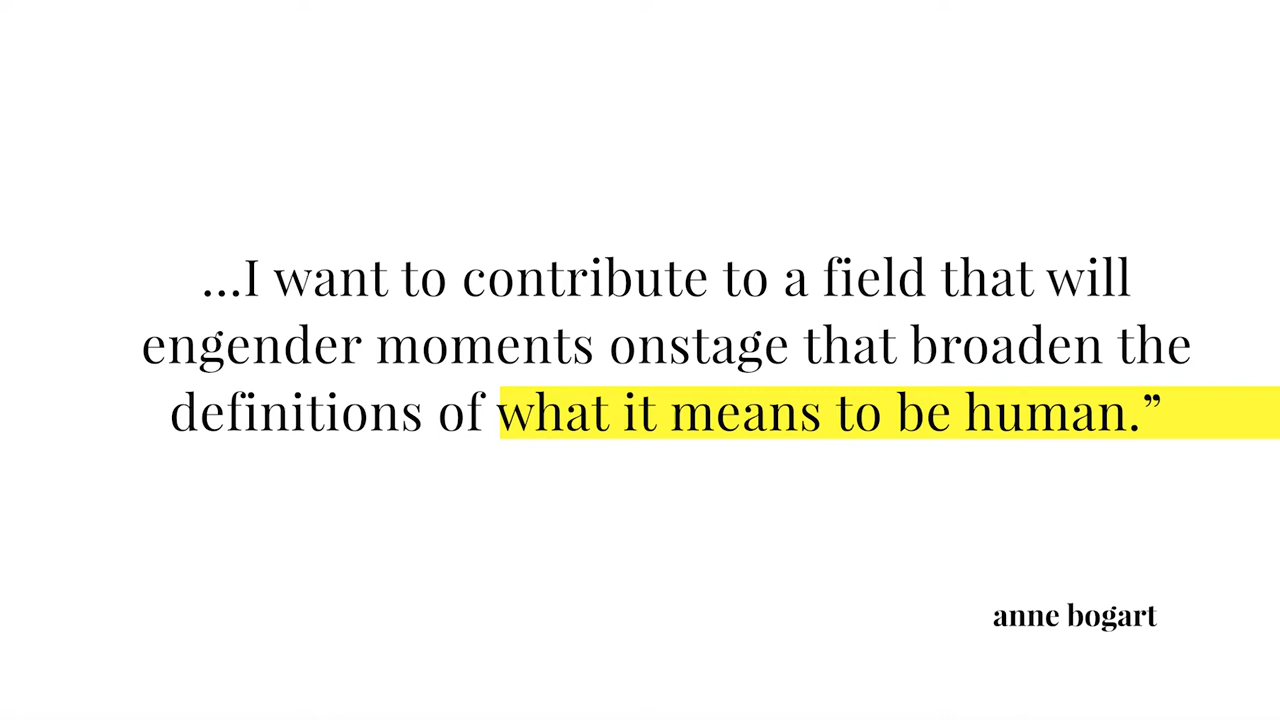 ...I want to contribute to a field that will
engender moments onstage that broaden the
definitions of what it means to be human.”
anne bogart